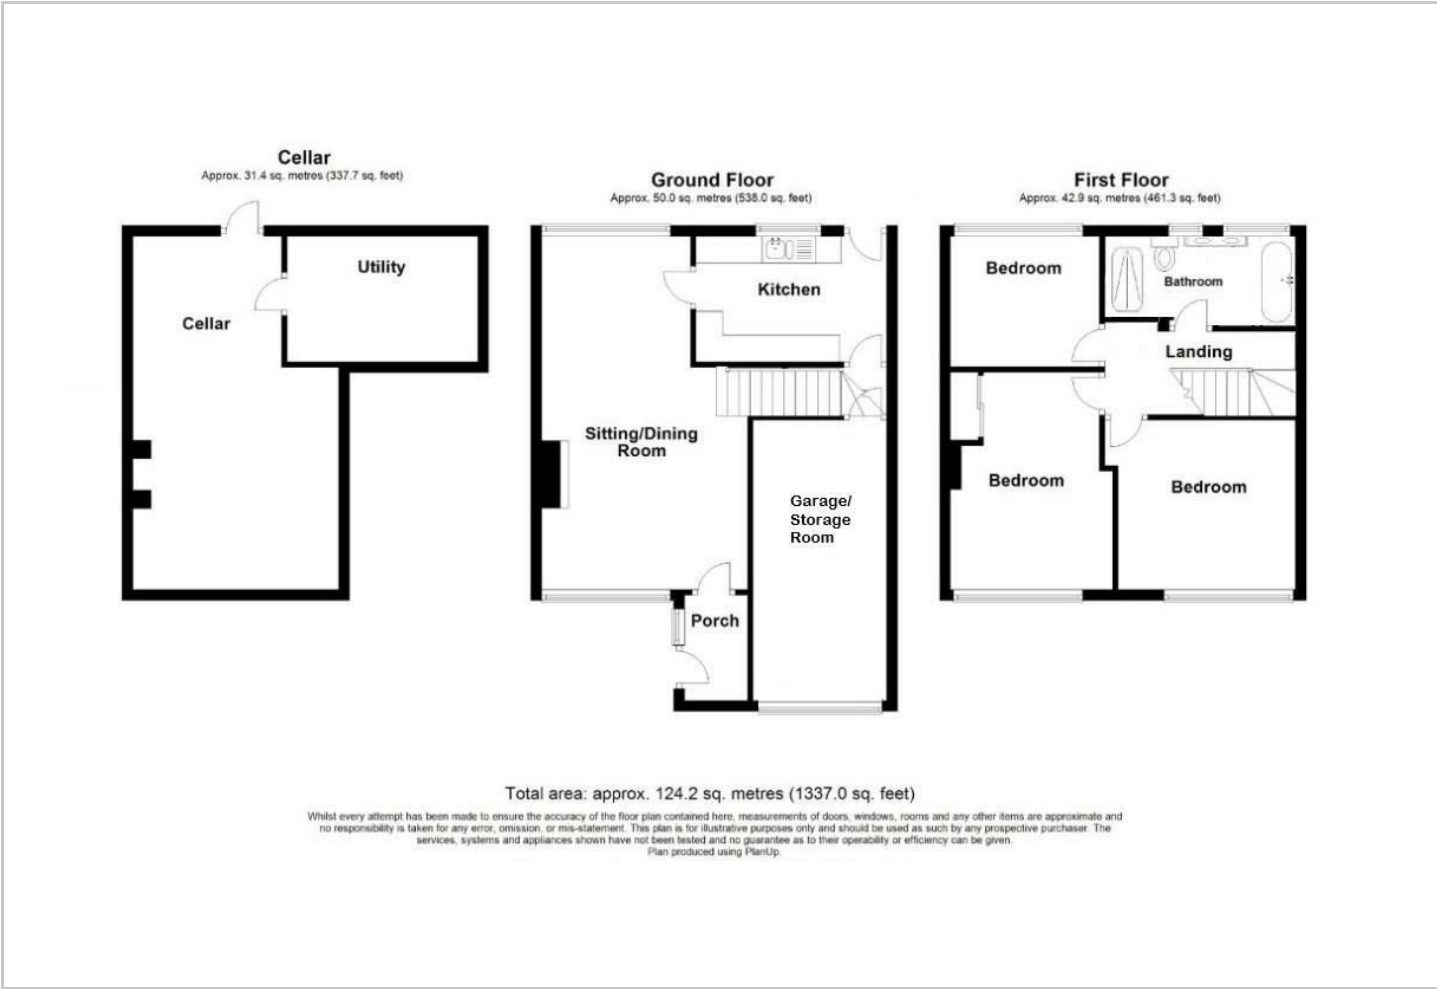 Cellar
Approx. 31.4 sq. metres (337.7 sq. feet)
Utility
Cellar
Ground Floor
Approx. 50.0 sq. metres (538.0 sq. feet)
Kitchen
Sitting/Dining
Room
Garage/
Storage
Room
Porch
First Floor
Approx. 42.9 sq. metres (461.3 sq. feet)
Bedroom
Bathroom
Landing
Bedroom
Bedroom
Total area: approx. 124.2 sq. metres (1337.0 sq. feet)
Whilst every attempt has been made to ensure the accuracy of the floor plan contained here, measurements of doors, windows, rooms and any other items are approximate and
no responsibility is taken for any error, omission, or mis-statement. This plan is for illustrative purposes only and should be used as such by any prospective purchaser. The
services, systems and appliances shown have not been tested and no guarantee as to their operability or efficiency can be given.
Plan produced using PlanUp.